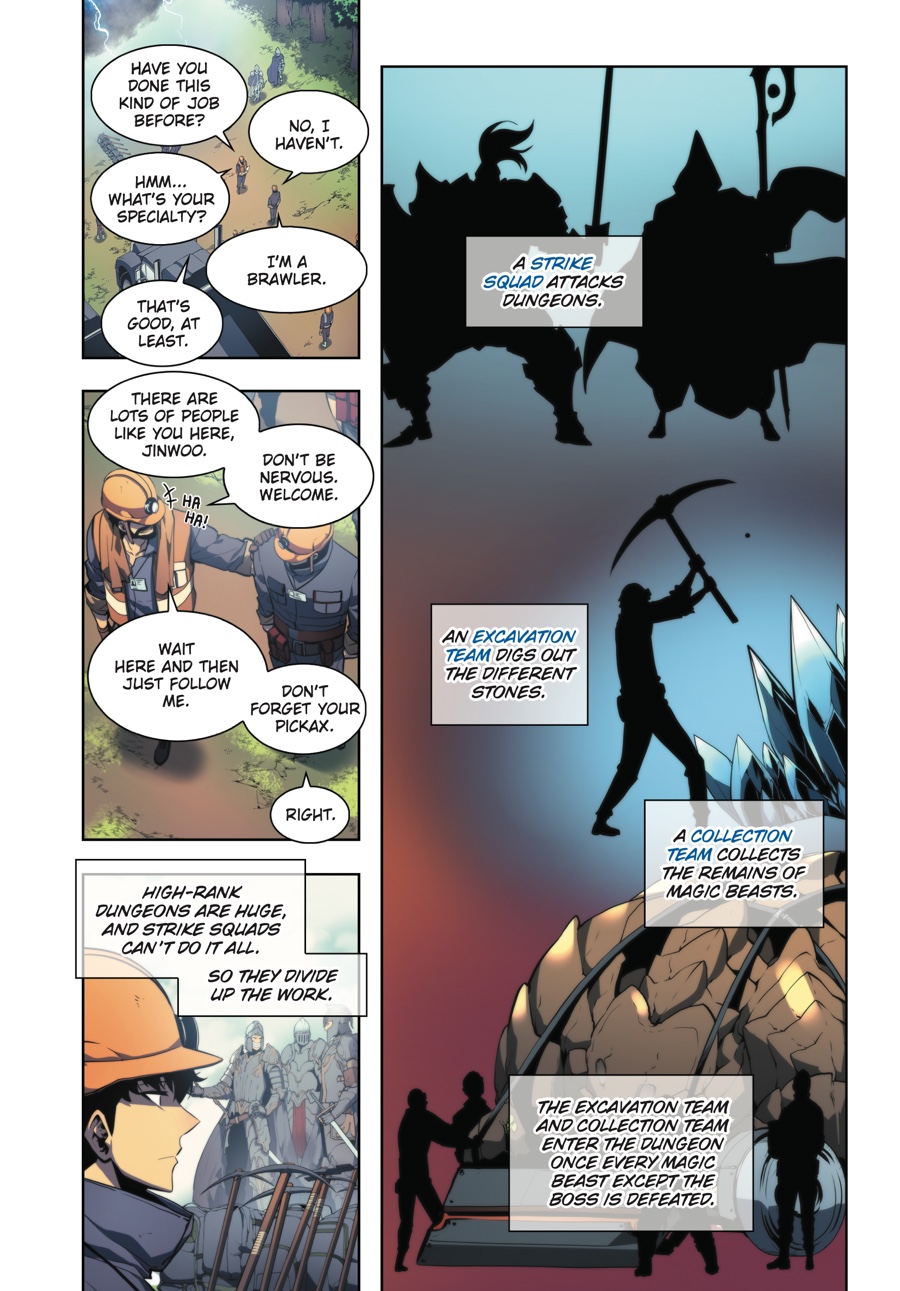 HAVE YOU
DONE THIS
KIND OF JOB
BEFORE?
NO, I
HAVEN'T.
HMM...
WHAT'S YOUR
SPECIALTY?
I'M A
BRAWLER.
THAT'S
GOOD, AT
LEAST.
THERE ARE
LOTS OF PEOPLE
LIKE YOU HERE,
JINWOO.
DON'T BE
NERVOUS.
WELCOME.
HA
HA!
WAIT
HERE AND THEN
JUST FOLLOW
ME.
DON'T
FORGET YOUR
PICKAX.
RIGHT.
HIGH-RANK
DUNGEONS ARE HUGE,
AND STRIKE SQUADS
CAN'T DO IT ALL.
SO THEY DIVIDE
UP THE WORK.
A STRIKE
SQUAD ATTACKS
DUNGEONS.
AN EXCAVATION
TEAM DIGS OUT
THE DIFFERENT
STONES.
A COLLECTION
TEAM COLLECTS
THE REMAINS OF
MAGIC BEASTS.
THE EXCAVATION TEAM
AND COLLECTION TEAM
ENTER THE DUNGEON
ONCE EVERY MAGIC
BEAST EXCEPT THE
BOSS IS DEFEATED.